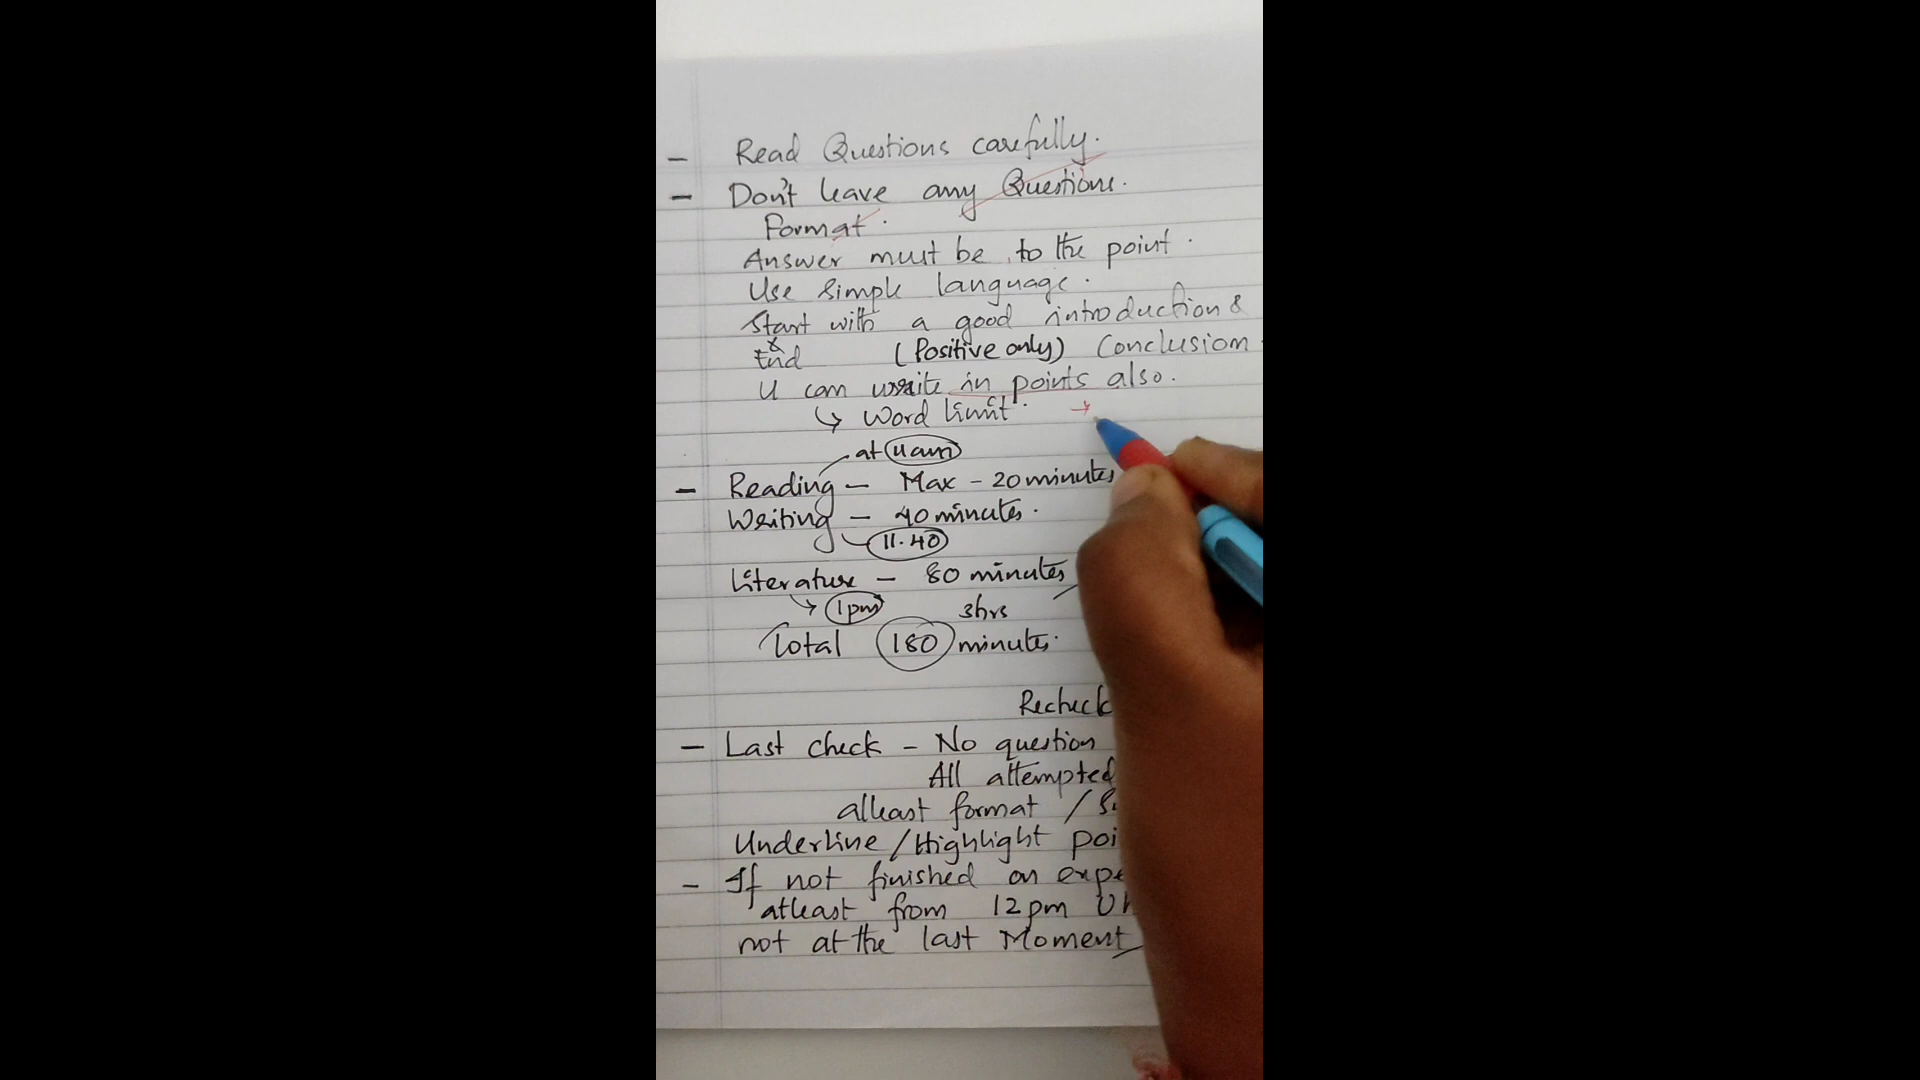 - Read Questions carefully.
- Don't leave any Questions.
Format.
Answer must be to the point.
Use simple language.
Start with a good introduction &
& End (Positive only) Conclusion.
U can write in points also.
↳ Word limit. →
at
- Reading - Max - 20 minutes
Writing - 40 minutes.
11.40
Literature - 80 minutes
→ 1pm 3hrs
Total 180 minutes.
Recheck
- Last check - No question
All attempted
atleast format /
Underline / Highlight
- If not finished on
atleast from 12pm
not at the last Moment